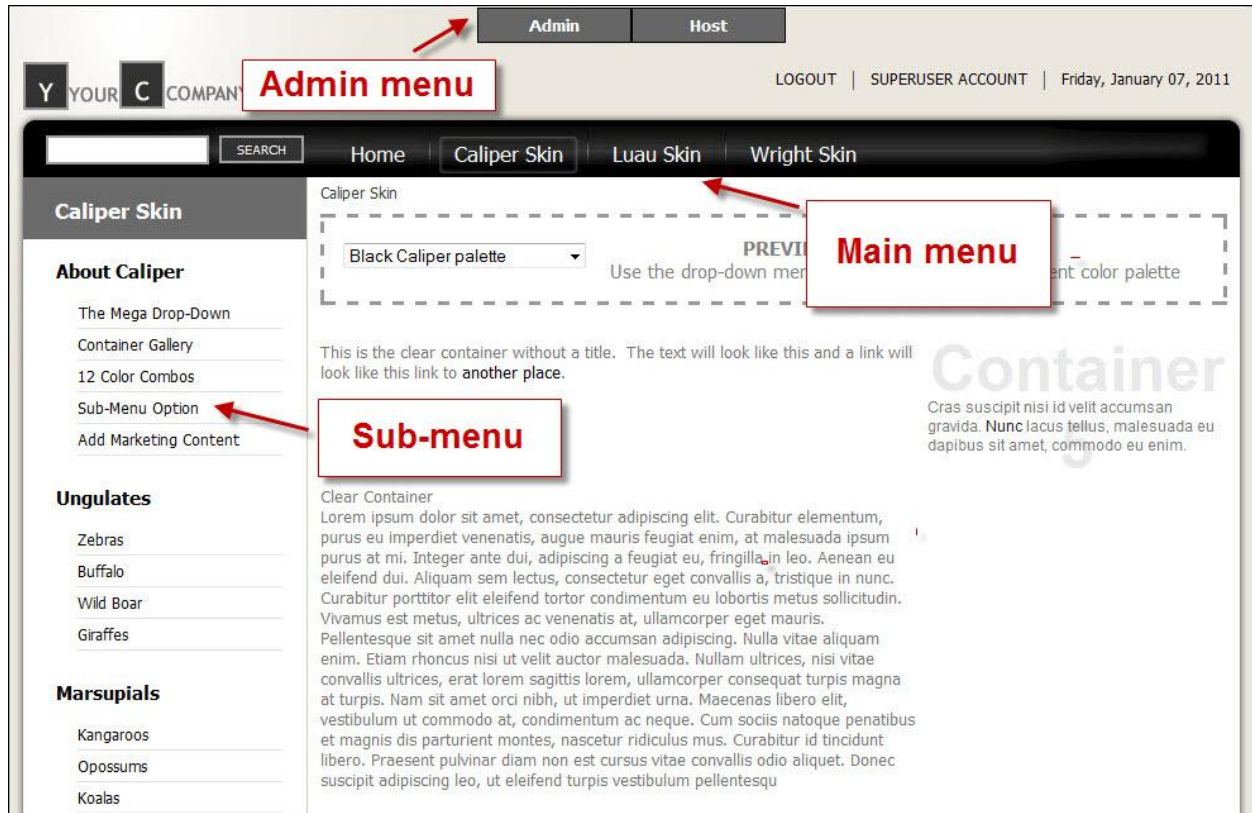 Admin Host
Admin menu
Y YOUR C COMPANY
LOGOUT | SUPERUSER ACCOUNT | Friday, January 07, 2011
SEARCH
Home Caliper Skin Luau Skin Wright Skin
Main menu
Caliper Skin
About Caliper
The Mega Drop-Down
Container Gallery
12 Color Combos
Sub-Menu Option
Add Marketing Content
Sub-menu
Ungulates
Zebras
Buffalo
Wild Boar
Giraffes
Marsupials
Kangaroos
Opossums
Koalas
Caliper Skin
Black Caliper palette
Use the drop-down color palette
This is the clear container without a title. The text will look like this and a link will
look like this link to another place.
Clear Container
Lorem ipsum dolor sit amet, consectetur adipiscing elit. Curabitur elementum,
purus eu imperdiet venenatis, augue mauris feugiat enim, at malesuada ipsum
purus at mi. Integer ante dui, adipiscing a feugiat eu, fringilla in leo. Aenean eu
eleifend dui. Aliquam sem lectus, consectetur eget convallis a, tristique in nunc.
Curabitur porttitor elit eleifend tortor condimentum eu lobortis metus sollicitudin.
Vivamus est metus, ultrices ac venenatis at, ullamcorper eget mauris.
Pellentesque sit amet nulla nec odio accumsan adipiscing. Nulla vitae aliquam
enim. Etiam rhoncus nisi ut velit auctor malesuada. Nullam ultrices, nisi vitae
convallis ultrices, erat lorem sagittis lorem, ullamcorper consequat turpis magna
at turpis. Nam sit amet orci nibh, ut imperdiet urna. Maecenas libero elit,
vestibulum ut commodo at, condimentum ac neque. Cum sociis natoque penatibus
et magnis dis parturient montes, nascetur ridiculus mus. Curabitur id tincidunt
libero. Praesent pulvinar diam non est cursus vitae convallis odio aliquet. Donec
suscipit adipiscing leo, ut eleifend turpis vestibulum pellentesqu
Container
5
Cras suscipit nisi id velit accumsan
gravida. Nunc lacus tellus, malesuada eu
dapibus sit amet, commodo eu enim.